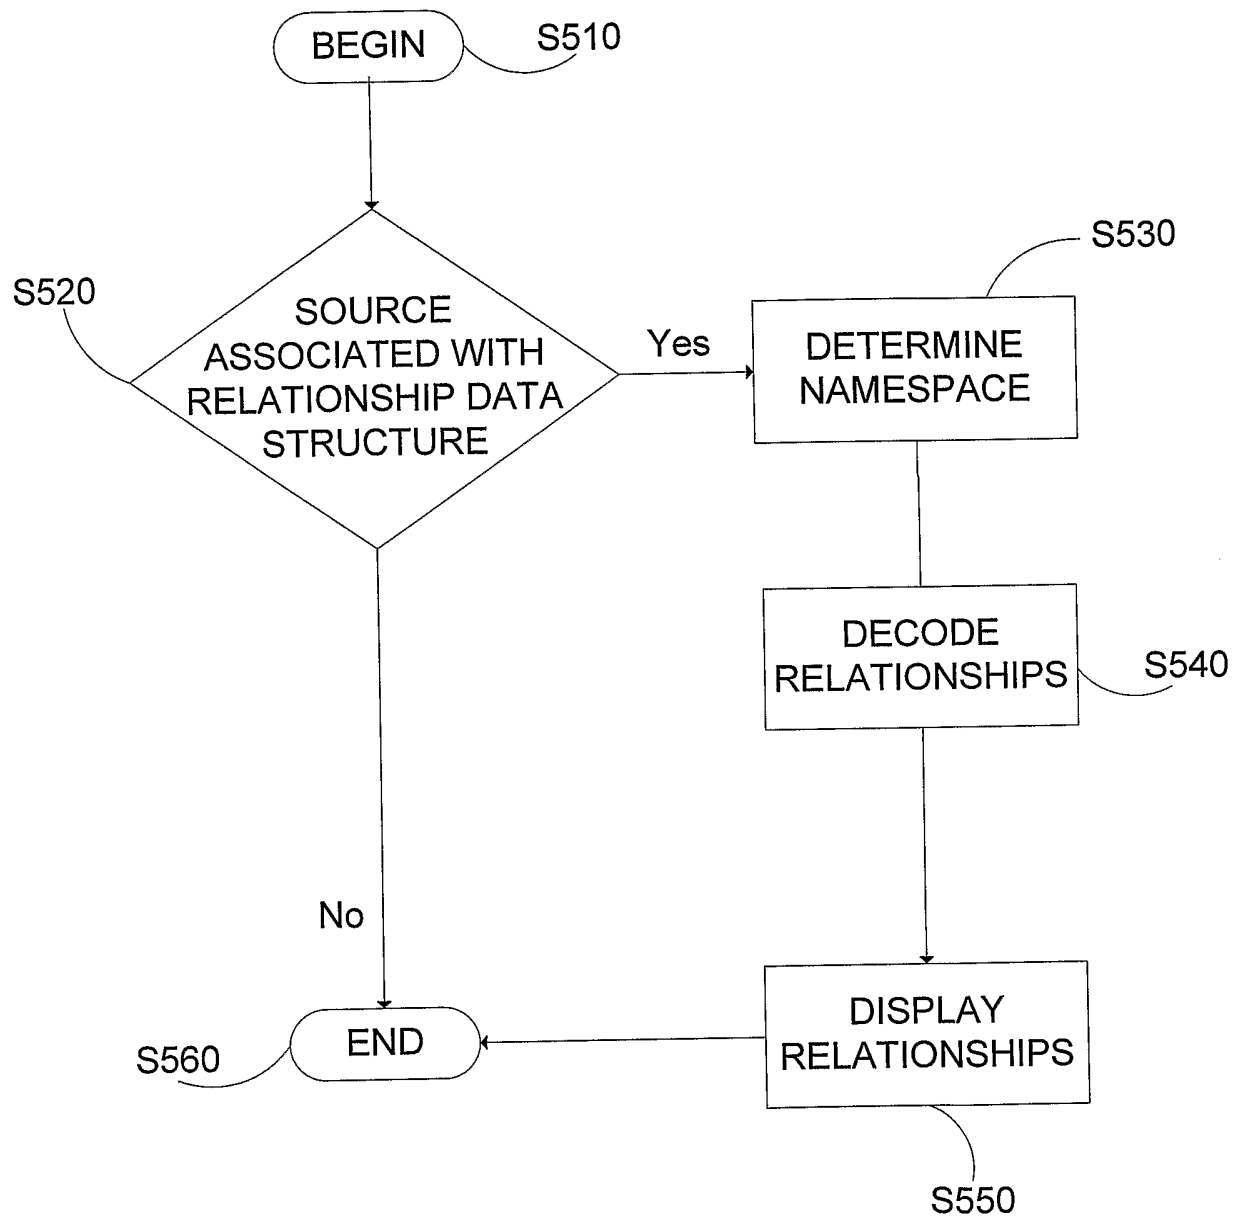 BEGIN
S510
S520
SOURCE
ASSOCIATED WITH
RELATIONSHIP DATA
STRUCTURE
Yes
S530
DETERMINE
NAMESPACE
DECODE
RELATIONSHIPS
S540
No
DISPLAY
RELATIONSHIPS
S550
END
S560